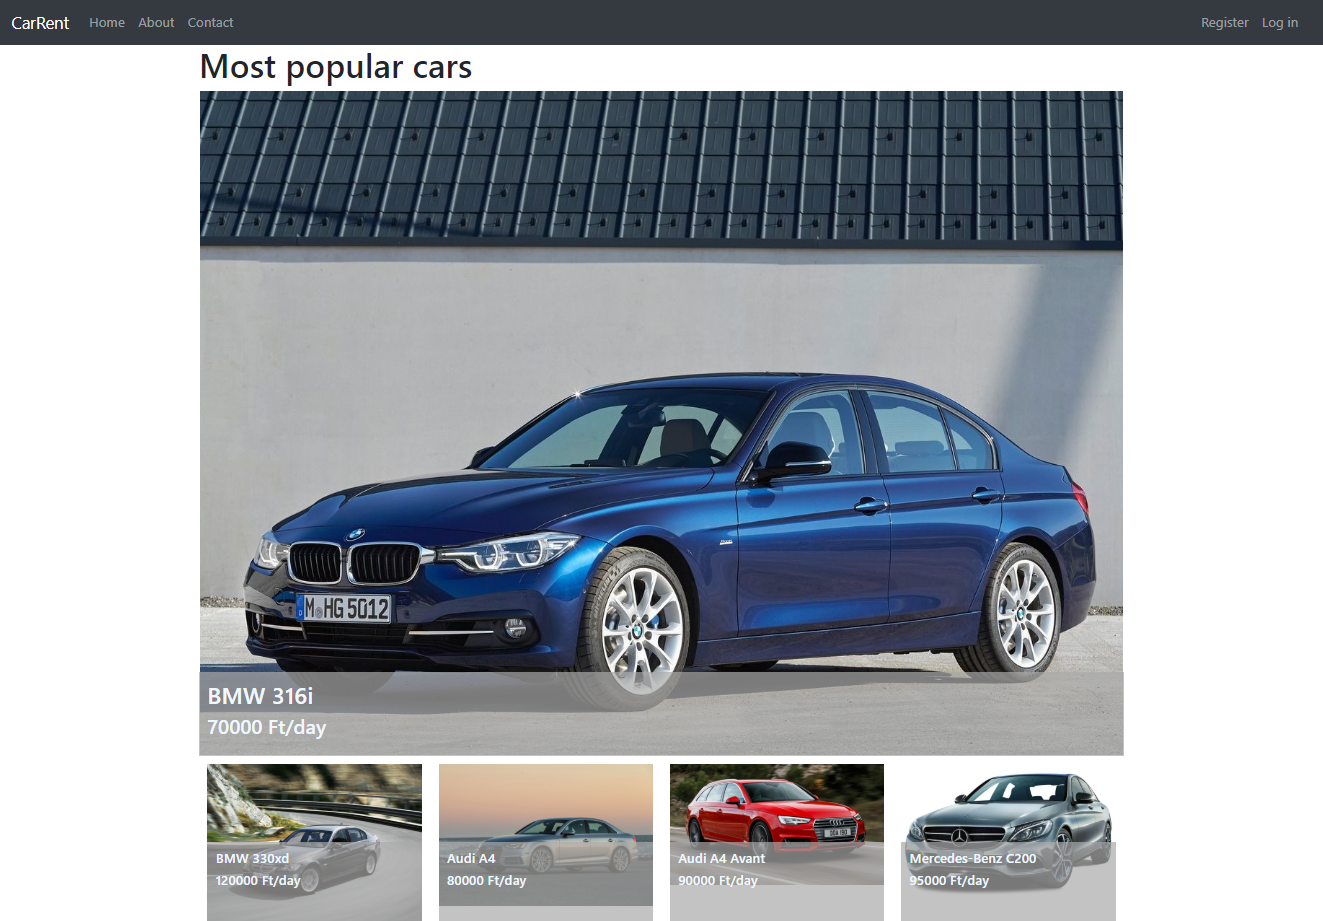 CarRent Home About Contact Register Log in
Most popular cars
M HG 5012
BMW 316i
70000 Ft/day
BMW 330xd
120000 Ft/day
Audi A4
80000 Ft/day
Audi A4 Avant
90000 Ft/day
Mercedes-Benz C200
95000 Ft/day